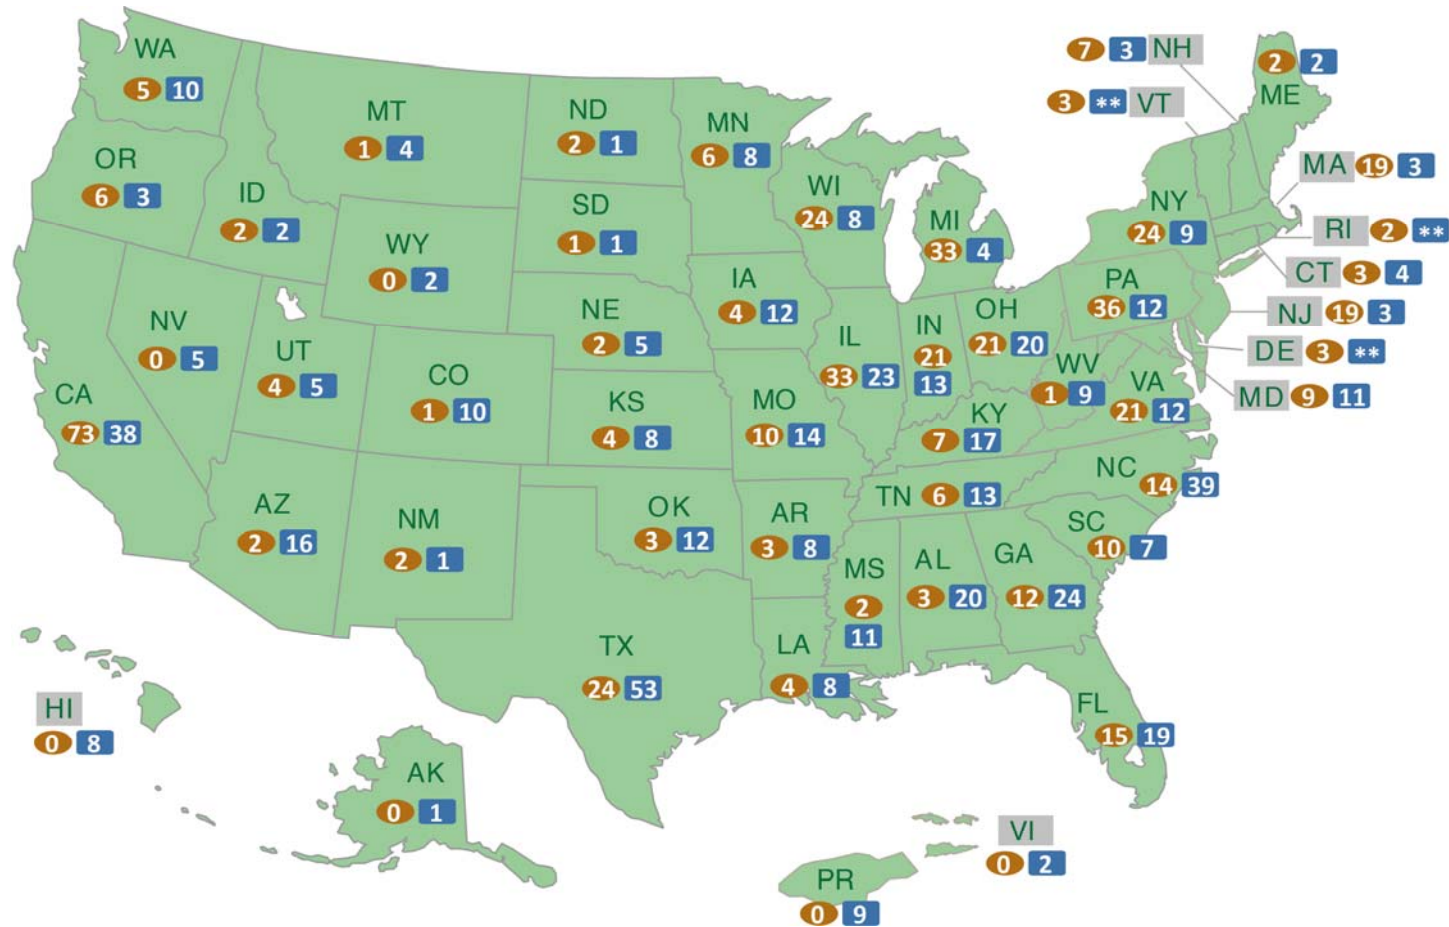 WA
5 10
OR
6 3
ID
2 2
MT
1 4
WY
0 2
NV
0 5
UT
4 5
CO
1 10
CA
73 38
AZ
2 16
NM
2 1
ND
2 1
SD
1 1
NE
2 5
KS
4 8
OK
3 12
TX
24 53
MN
6 8
IA
4 12
MO
10 14
AR
3 8
LA
4 8
WI
24 8
IL
33 23
MI
33 4
IN
21
13
OH
21 20
KY
7 17
TN 6 13
MS
2
11
AL
3 20
GA
12 24
FL
15 19
SC
10 7
NC
14 39
VA
21 12
WV
1 9
PA
36 12
NY
24 9
7 3 NH
3 ** VT
2 2
ME
MA 19 3
RI 2 **
CT 3 4
NJ 19 3
DE 3 **
MD 9 11
HI
0 8
AK
0 1
VI
0 2
PR
0 9